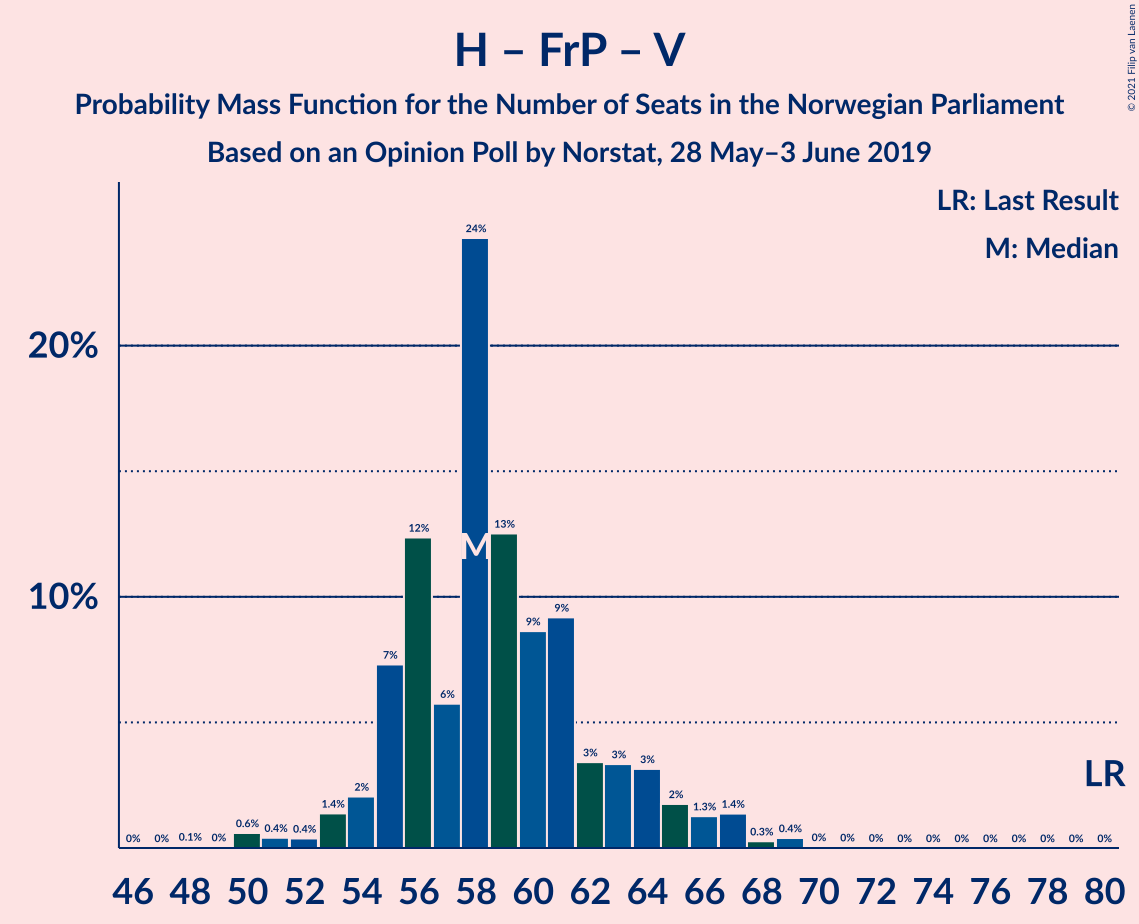 H – FrP – V
Probability Mass Function for the Number of Seats in the Norwegian Parliament
Based on an Opinion Poll by Norstat, 28 May–3 June 2019
© 2021 Filip van Laenen
LR: Last Result
M: Median
20%
10%
0% 0% 0.1% 0% 0.6% 0.4% 0.4% 1.4% 2% 7% 12% 6% 24% 13% 9% 9% 3% 3% 3% 2% 1.3% 1.4% 0.3% 0.4% 0% 0% 0% 0% 0% 0% 0% 0% 0% 0% 0%
M
LR
46 48 50 52 54 56 58 60 62 64 66 68 70 72 74 76 78 80